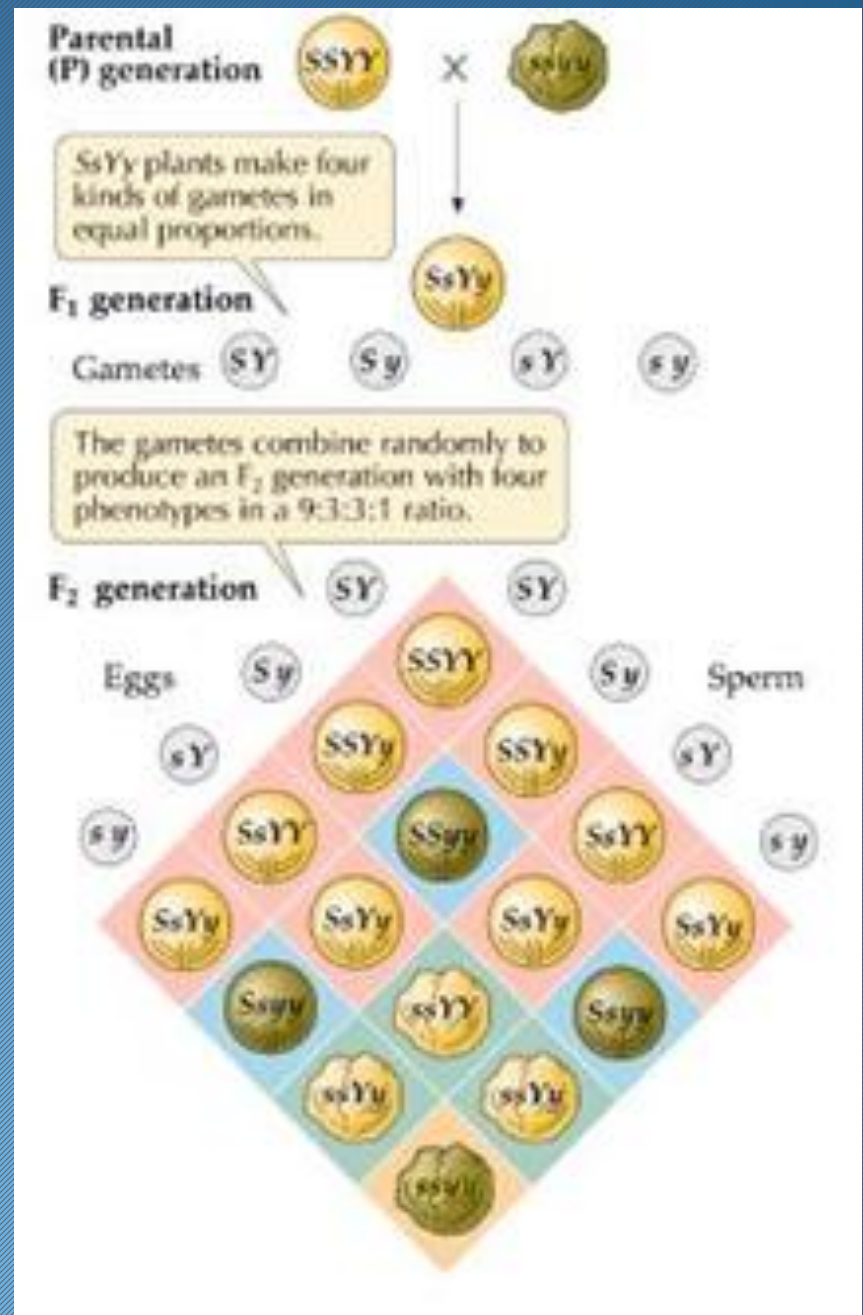 Parental
(P) generation
SSYY
X
ssyy
SsYy plants make four
kinds of gametes in
equal proportions.
SsYy
F₁ generation
Gametes
SY
Sy
sY
sy
The gametes combine randomly to
produce an F₂ generation with four
phenotypes in a 9:3:3:1 ratio.
F₂ generation
SY
SY
Eggs
Sy
SSYY
Sy
Sperm
sY
SSYy
SSYy
sY
sy
SsYY
SSyy
SsYY
sy
SsYy
SsYy
SsYy
SsYy
Ssyy
ssYY
Ssyy
ssYy
ssYy
ssyy